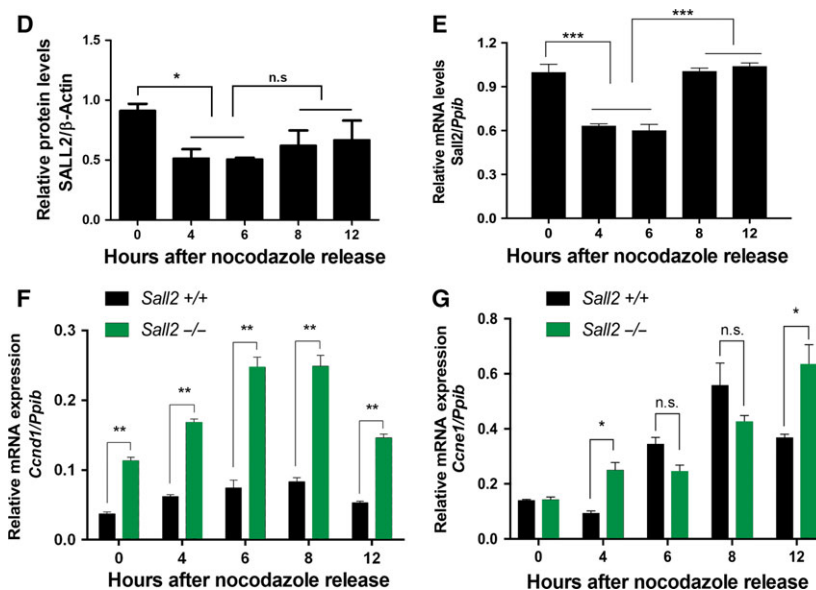 D
Relative protein levels
SALL2/β-Actin
1.5
1.0
0.5
0.0
*
n.s
0 4 6 8 12
Hours after nocodazole release
E
Relative mRNA levels
Sall2/Ppib
1.2
0.9
0.6
0.3
0.0
***
***
0 4 6 8 12
Hours after nocodazole release
F
Sall2 +/+
Sall2 –/–
Relative mRNA expression
Ccnd1/Ppib
0.3
0.2
0.1
0.0
**
**
**
**
**
0 4 6 8 12
Hours after nocodazole release
G
Sall2 +/+
Sall2 –/–
Relative mRNA expression
Ccne1/Ppib
0.8
0.6
0.4
0.2
0.0
*
n.s.
n.s.
*
0 4 6 8 12
Hours after nocodazole release